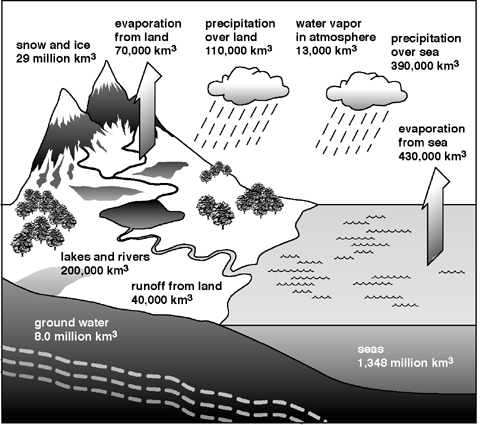 snow and ice
29 million km³
evaporation
from land
70,000 km³
precipitation
over land
110,000 km³
water vapor
in atmosphere
13,000 km³
precipitation
over sea
390,000 km³
evaporation
from sea
430,000 km³
lakes and rivers
200,000 km³
runoff from land
40,000 km³
ground water
8.0 million km³
seas
1,348 million km³